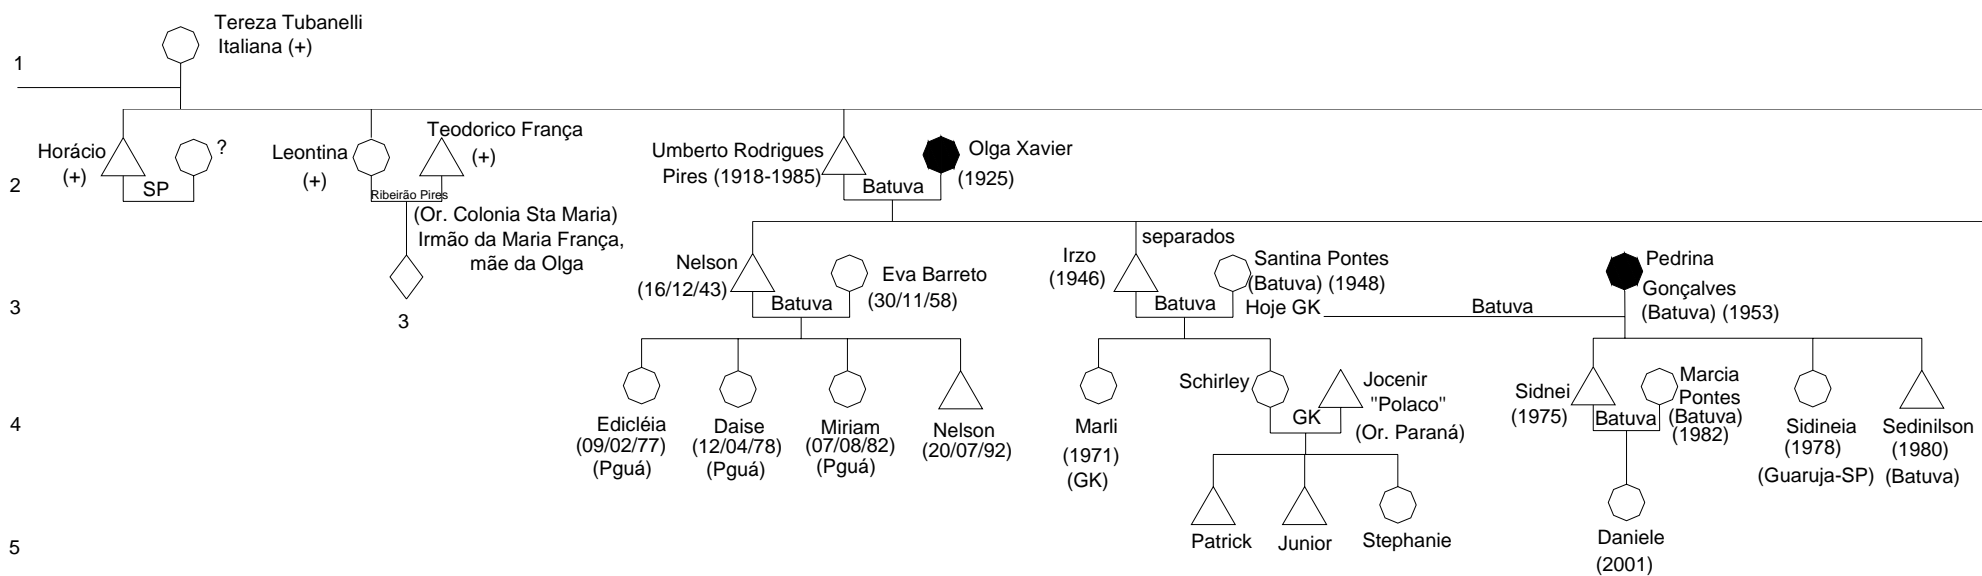 Tereza Tubanelli
Italiana (+)
1
Horácio
(+)
SP
?
Leontina
(+)
Teodorico França
(+)
Ribeirão Pires
(Or. Colonia Sta Maria)
Irmão da Maria França,
mãe da Olga
3
Umberto Rodrigues
Pires (1918-1985)
Batuva
Olga Xavier
(1925)
2
Nelson
(16/12/43)
Batuva
Eva Barreto
(30/11/58)
separados
Irzo
(1946)
Batuva
Santina Pontes
(Batuva) (1948)
Hoje GK
Batuva
Pedrina
Gonçalves
(Batuva) (1953)
3
Edicléia
(09/02/77)
(Pguá)
Daise
(12/04/78)
(Pguá)
Miriam
(07/08/82)
(Pguá)
Nelson
(20/07/92)
Marli
(1971)
(GK)
Schirley
GK
Jocenir
"Polaco"
(Or. Paraná)
Sidnei
(1975)
Batuva
Marcia
Pontes
(Batuva)
(1982)
Sidineia
(1978)
(Guaruja-SP)
Sedinilson
(1980)
(Batuva)
4
Patrick
Junior
Stephanie
Daniele
(2001)
5